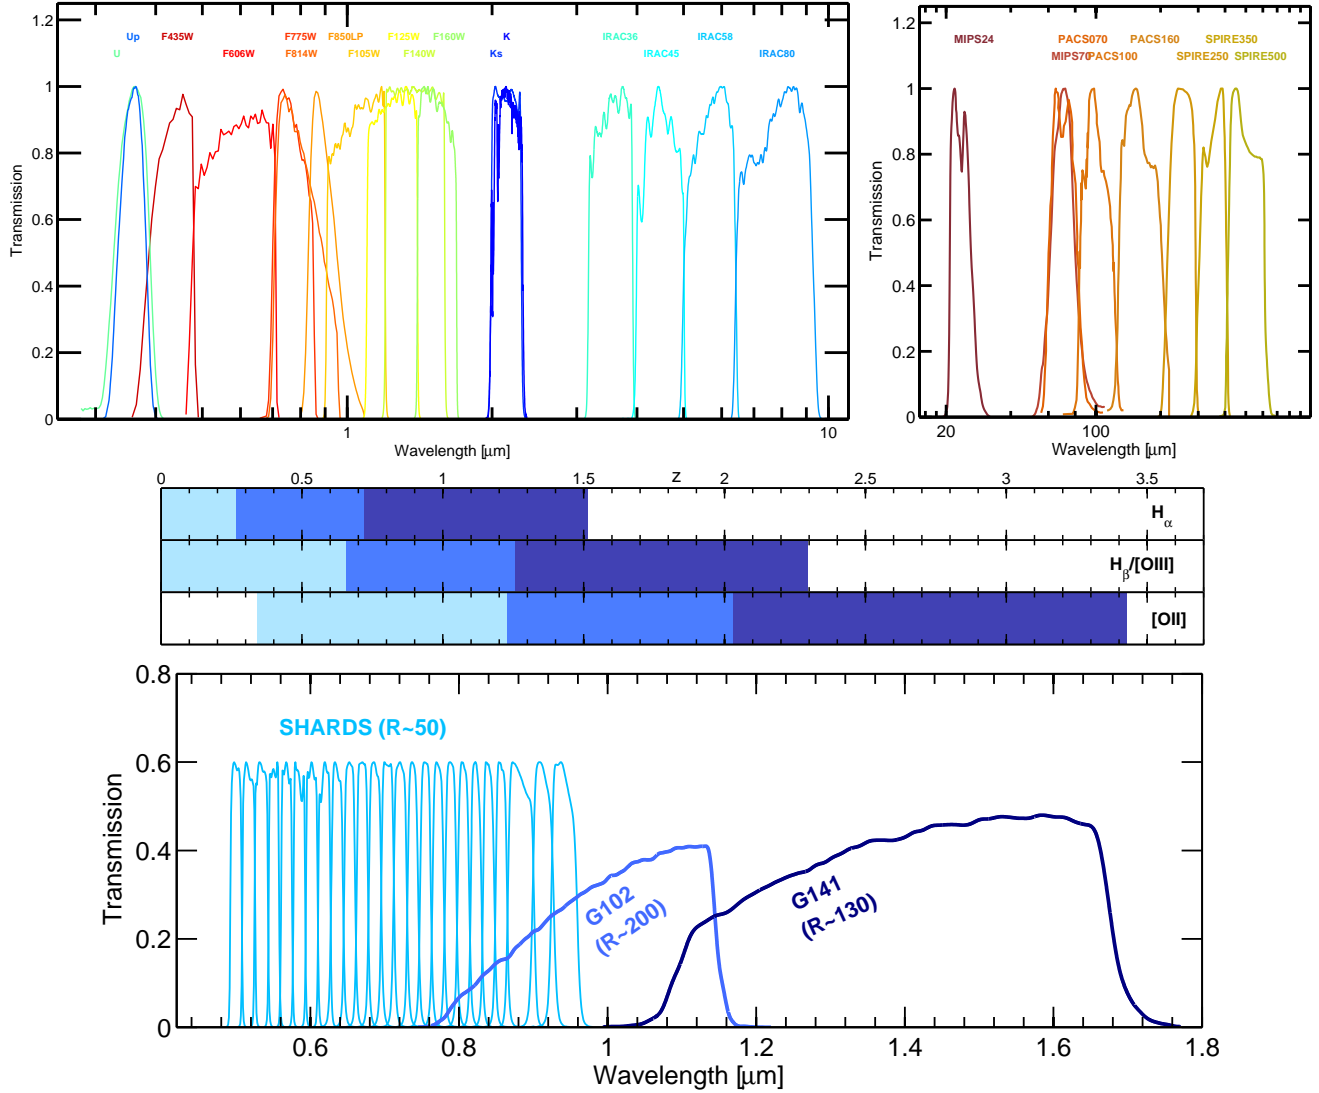 Up F435W F775W F850LP F125W F160W K IRAC36 IRAC58
U F606W F814W F105W F140W Ks IRAC45 IRAC80
1.2
1
0.8
0.6
0.4
0.2
0
Transmission
1 10
Wavelength [μm]
MIPS24 PACS070 PACS160 SPIRE350
MIPS70 PACS100 SPIRE250 SPIRE500
1.2
1
0.8
0.6
0.4
0.2
0
Transmission
20 100
Wavelength [μm]
0 0.5 1 1.5 z 2 2.5 3 3.5
Hα
Hβ/[OIII]
[OII]
0.8
0.6
0.4
0.2
0
Transmission
SHARDS (R~50)
G102
(R~200)
G141
(R~130)
0.6 0.8 1 1.2 1.4 1.6 1.8
Wavelength [μm]